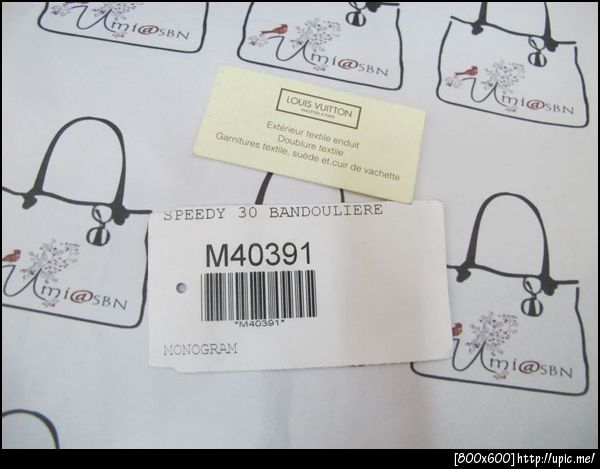 Umi@SBN
Umi@SBN
Umi@SBN
LOUIS VUITTON
MALLETIER A PARIS
Extérieur textile enduit
Doublure textile
Garnitures textile, suède et.cuir de vachette
SPEEDY 30 BANDOULIERE
M40391
*M40391*
MONOGRAM
Umi@SBN
Umi@SBN
[800x600]http://upic.me/